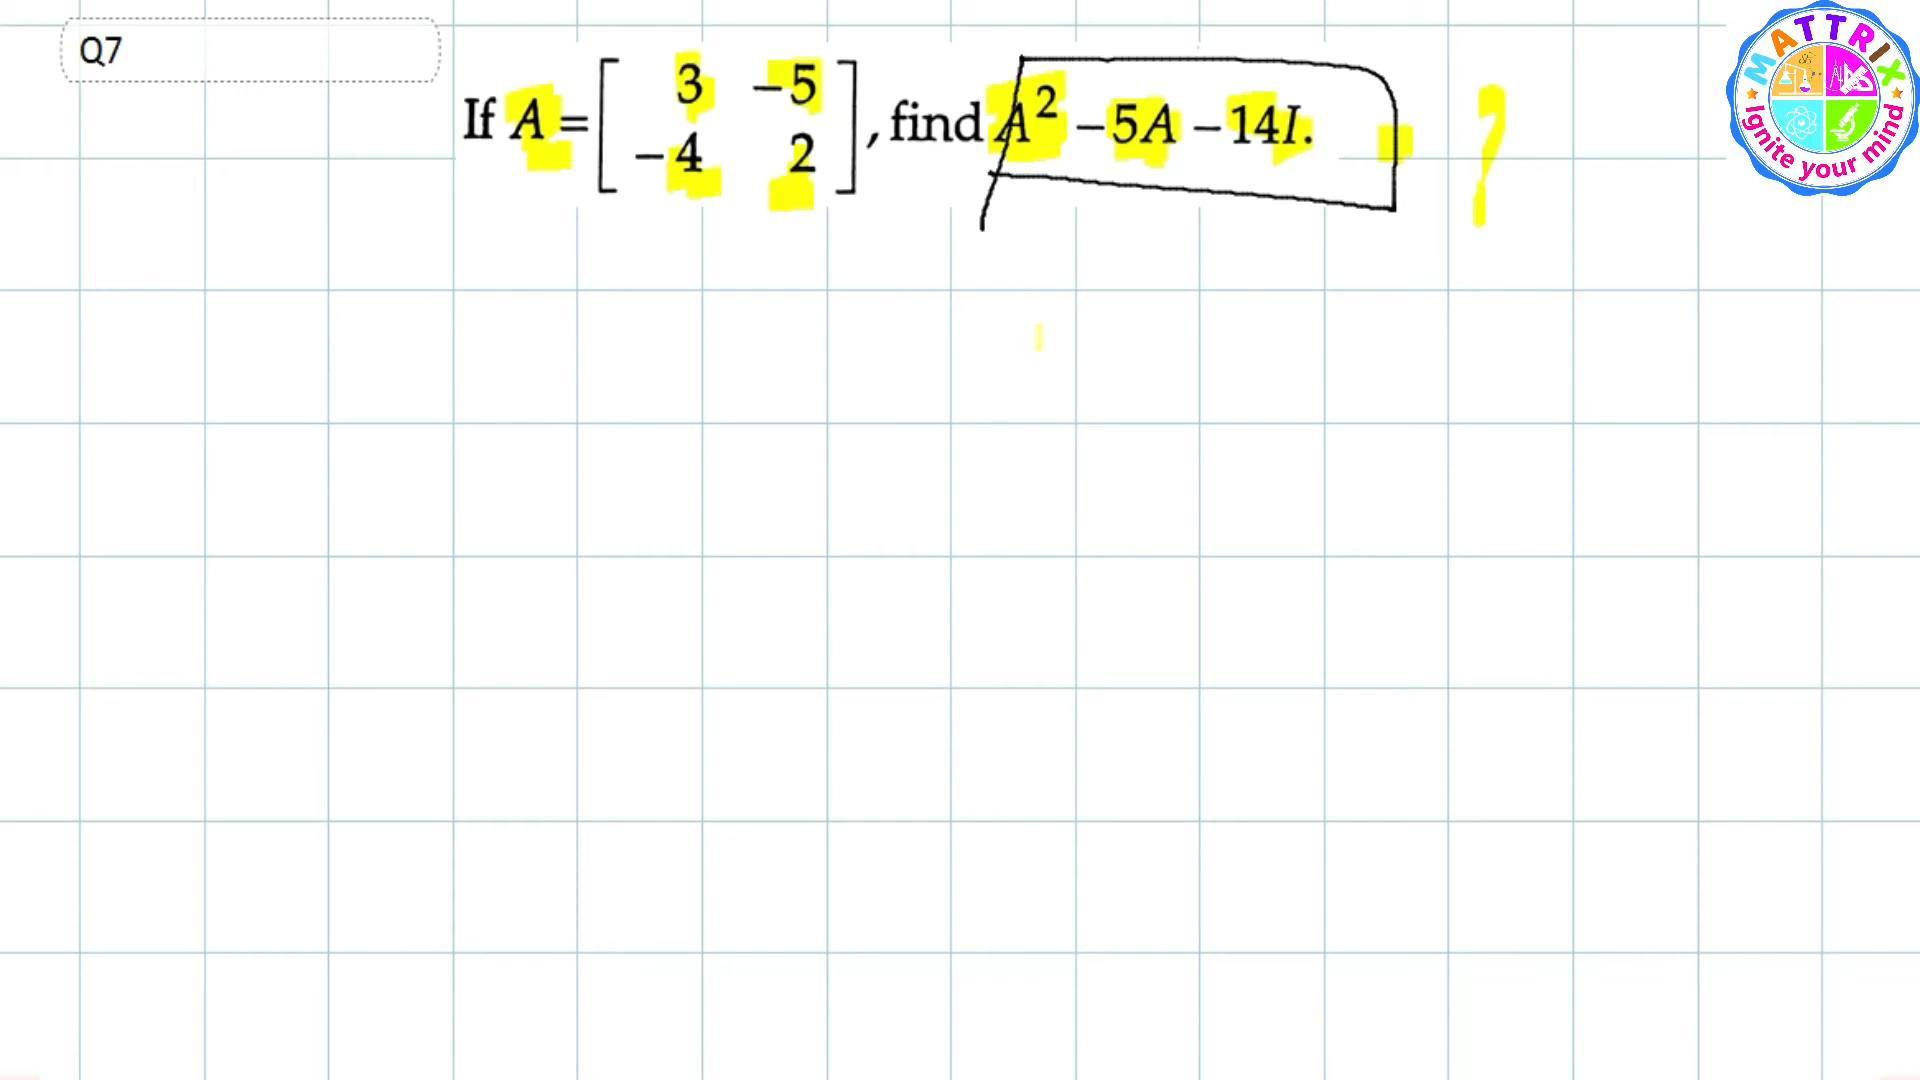 Q7
If A = [ 3 −5 ; −4 2 ], find A² − 5A − 14I. ?
MATTRIX
Ignite your mind